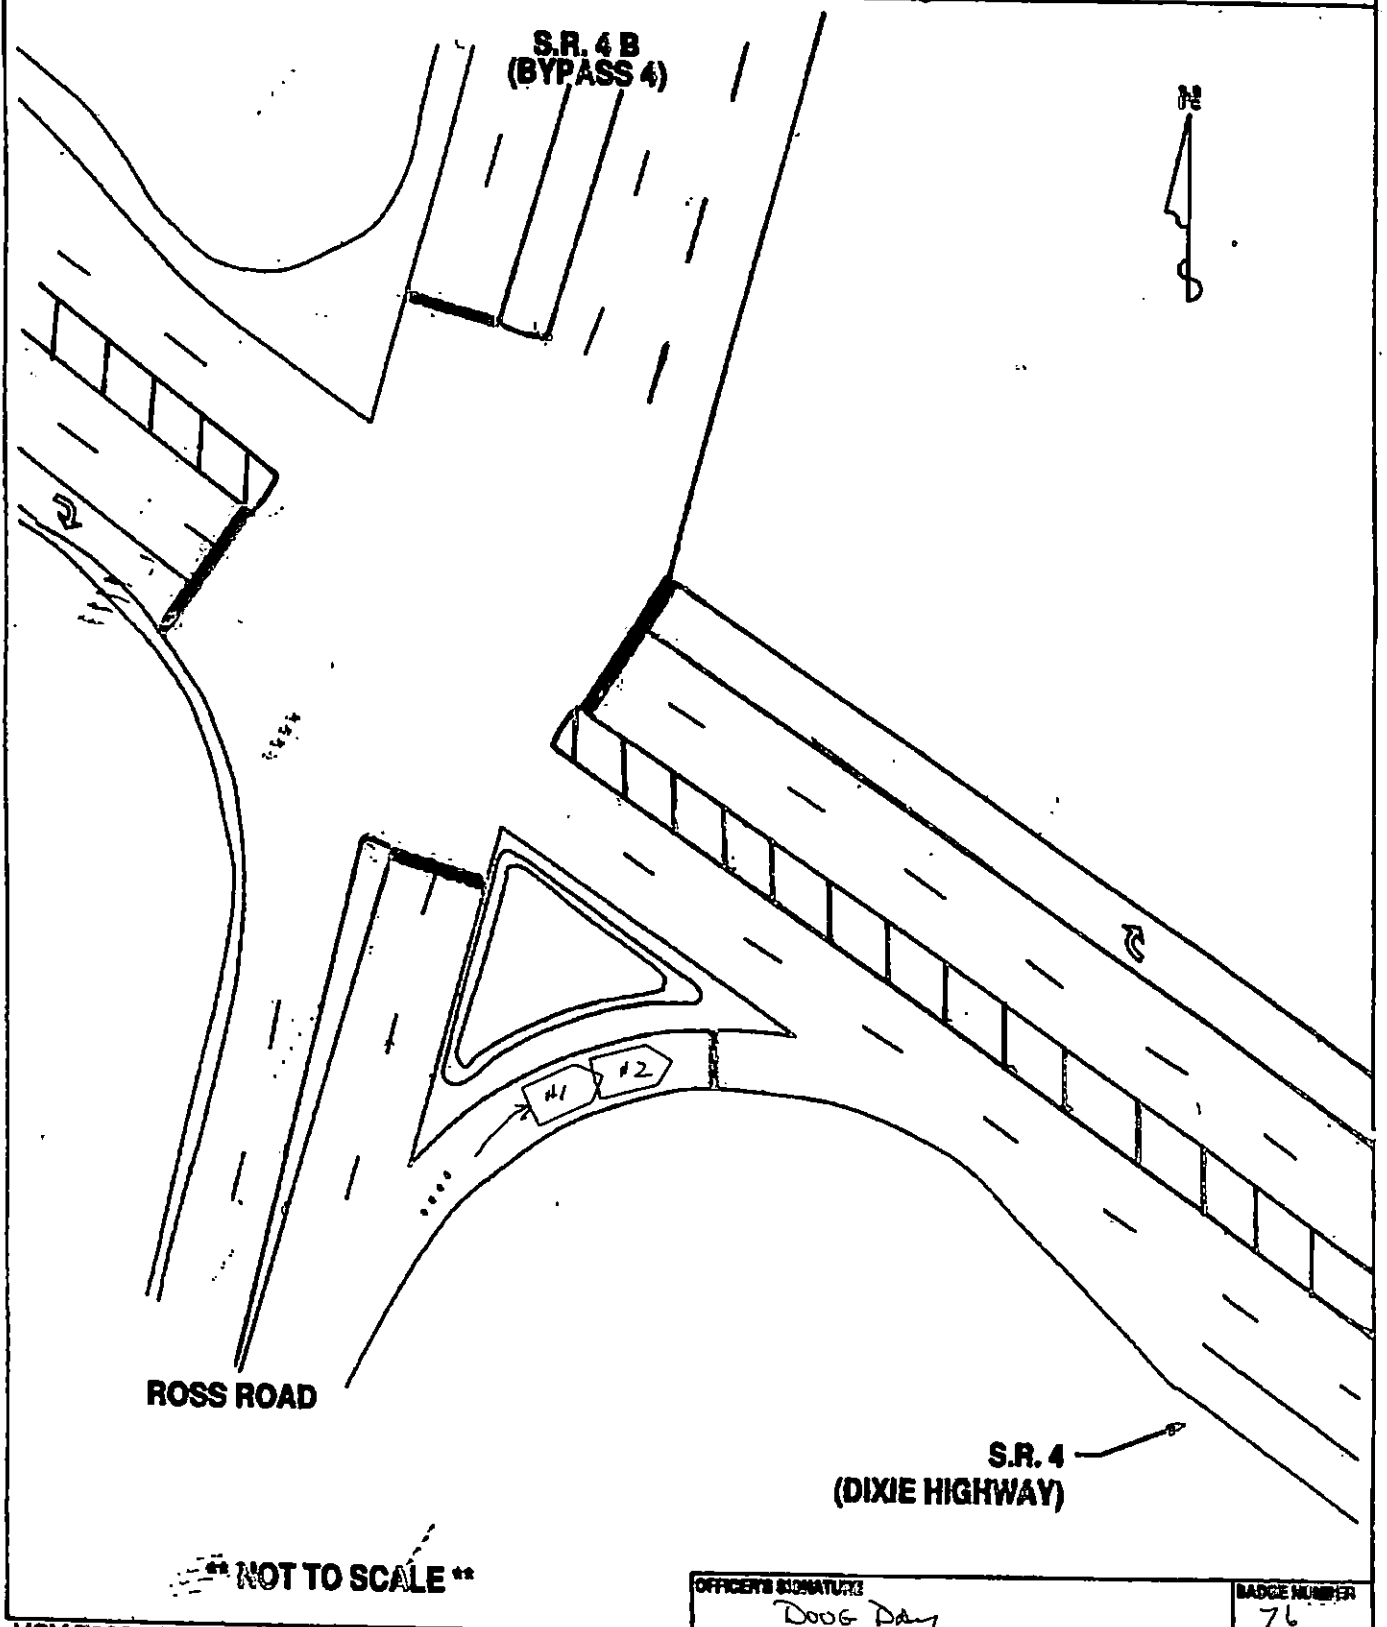 S.R. 4 B
(BYPASS 4)
#1
#2
ROSS ROAD
S.R. 4
(DIXIE HIGHWAY)
** NOT TO SCALE **
OFFICER'S SIGNATURE
BADGE NUMBER
DOUG Day
76